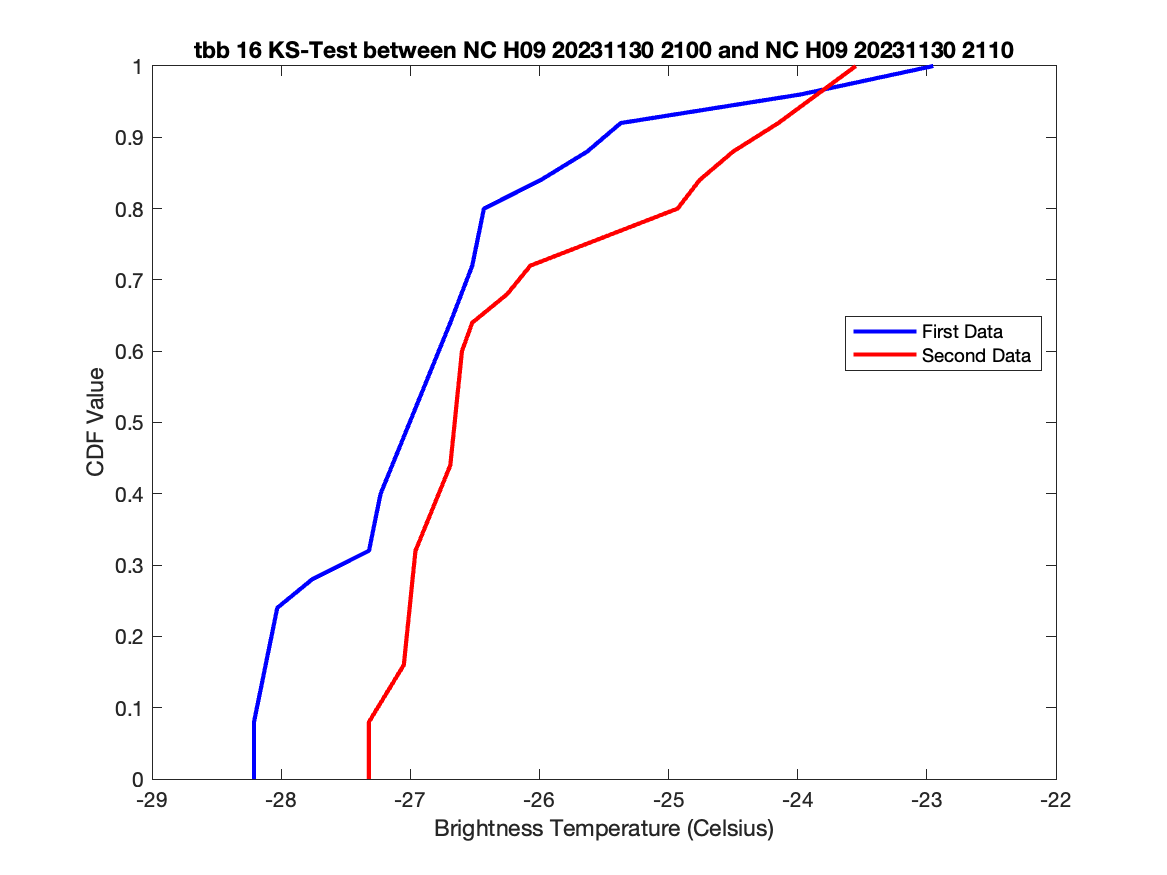 tbb 16 KS-Test between NC H09 20231130 2100 and NC H09 20231130 2110
1
0.9
0.8
0.7
0.6
0.5
0.4
0.3
0.2
0.1
0
CDF Value
First Data
Second Data
-29 -28 -27 -26 -25 -24 -23 -22
Brightness Temperature (Celsius)